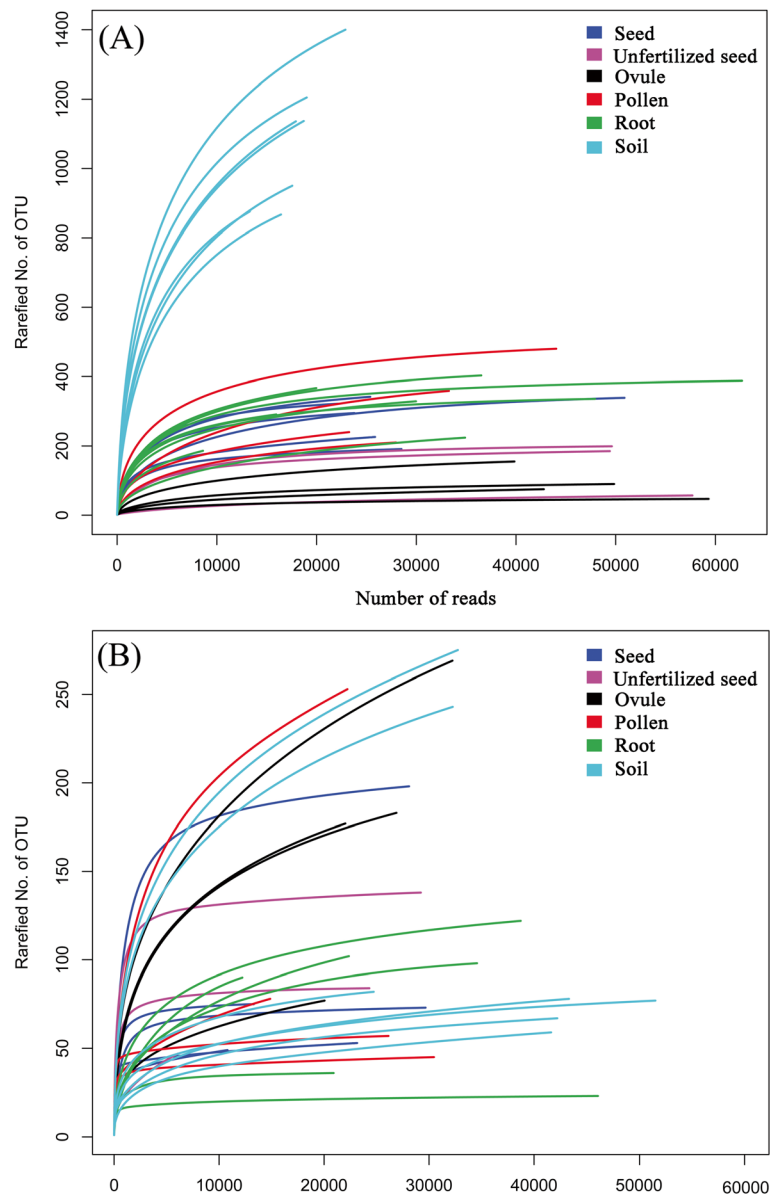 (A)
Seed
Unfertilized seed
Ovule
Pollen
Root
Soil
Rarefied No. of OTU
1400
1200
1000
800
600
400
200
0
0 10000 20000 30000 40000 50000 60000
Number of reads
(B)
Seed
Unfertilized seed
Ovule
Pollen
Root
Soil
Rarefied No. of OTU
250
200
150
100
50
0
0 10000 20000 30000 40000 50000 60000